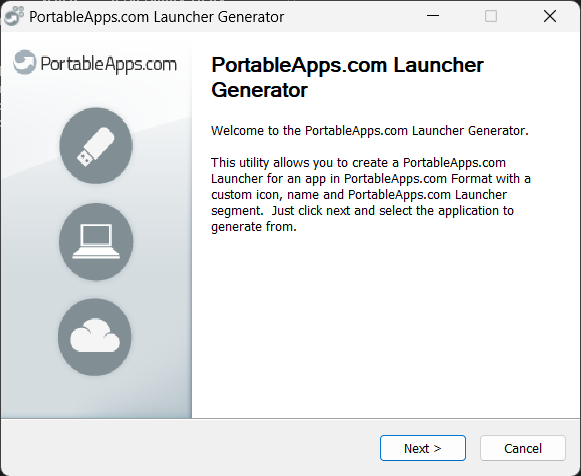 PortableApps.com Launcher Generator
PortableApps.com
PortableApps.com Launcher
Generator
Welcome to the PortableApps.com Launcher Generator.
This utility allows you to create a PortableApps.com
Launcher for an app in PortableApps.com Format with a
custom icon, name and PortableApps.com Launcher
segment.  Just click next and select the application to
generate from.
Next >
Cancel